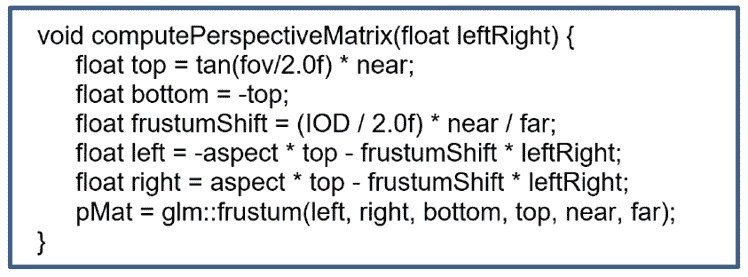 void computePerspectiveMatrix(float leftRight) {
float top = tan(fov/2.0f) * near;
float bottom = -top;
float frustumShift = (IOD / 2.0f) * near / far;
float left = -aspect * top - frustumShift * leftRight;
float right = aspect * top - frustumShift * leftRight;
pMat = glm::frustum(left, right, bottom, top, near, far);
}